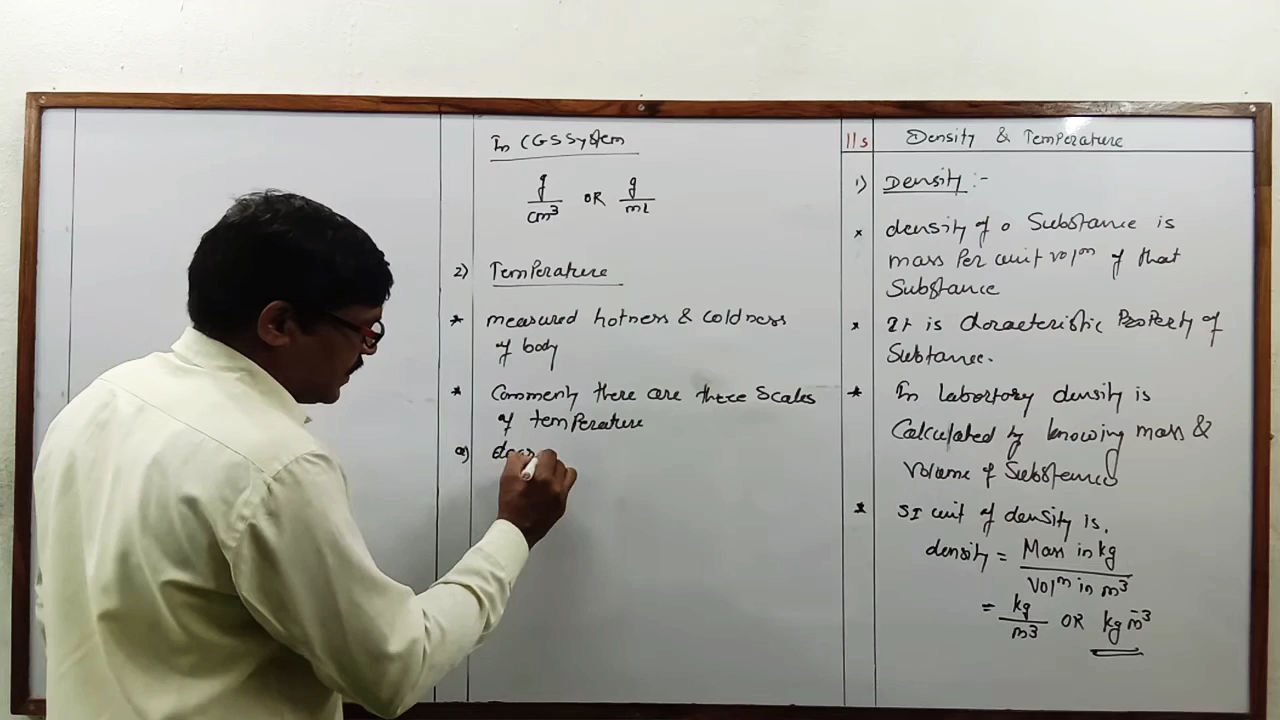 11s Density & Temperature
1) Density :-
* density of a Substance is
mass Per unit volm of that
Substance
* It is Characteristic Property of
Substance.
* In labortory density is
Calculated by knowing mass &
Volume of Substance
* SI unit of density is.
density = Mass in kg
Volm in m3
= kg
m3 OR kg m-3
In CGS System
g
cm3 OR g
mL
2) Temperature
* measured hotness & coldness
of body
* Commenly there are three Scales
of temperature
a) deg